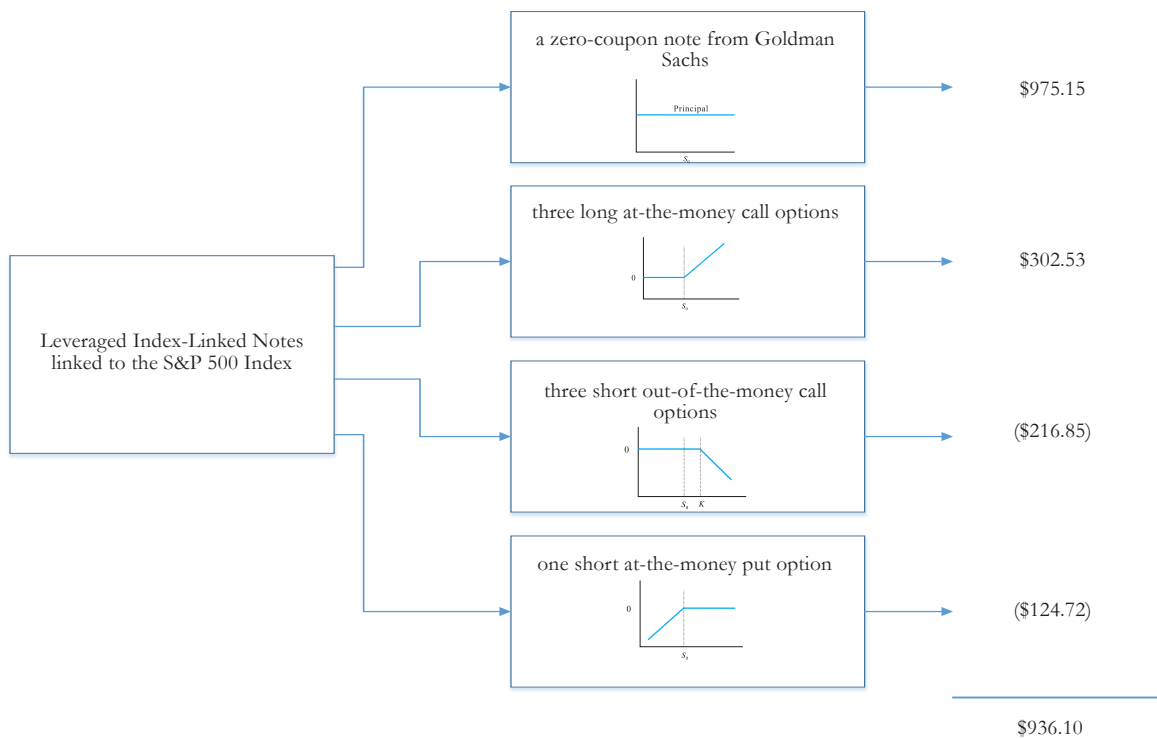 a zero-coupon note from Goldman
Sachs
Principal
S₀
$975.15
three long at-the-money call options
0
S₀
$302.53
Leveraged Index-Linked Notes
linked to the S&P 500 Index
three short out-of-the-money call
options
0
S₀ K
($216.85)
one short at-the-money put option
0
S₀
($124.72)
$936.10